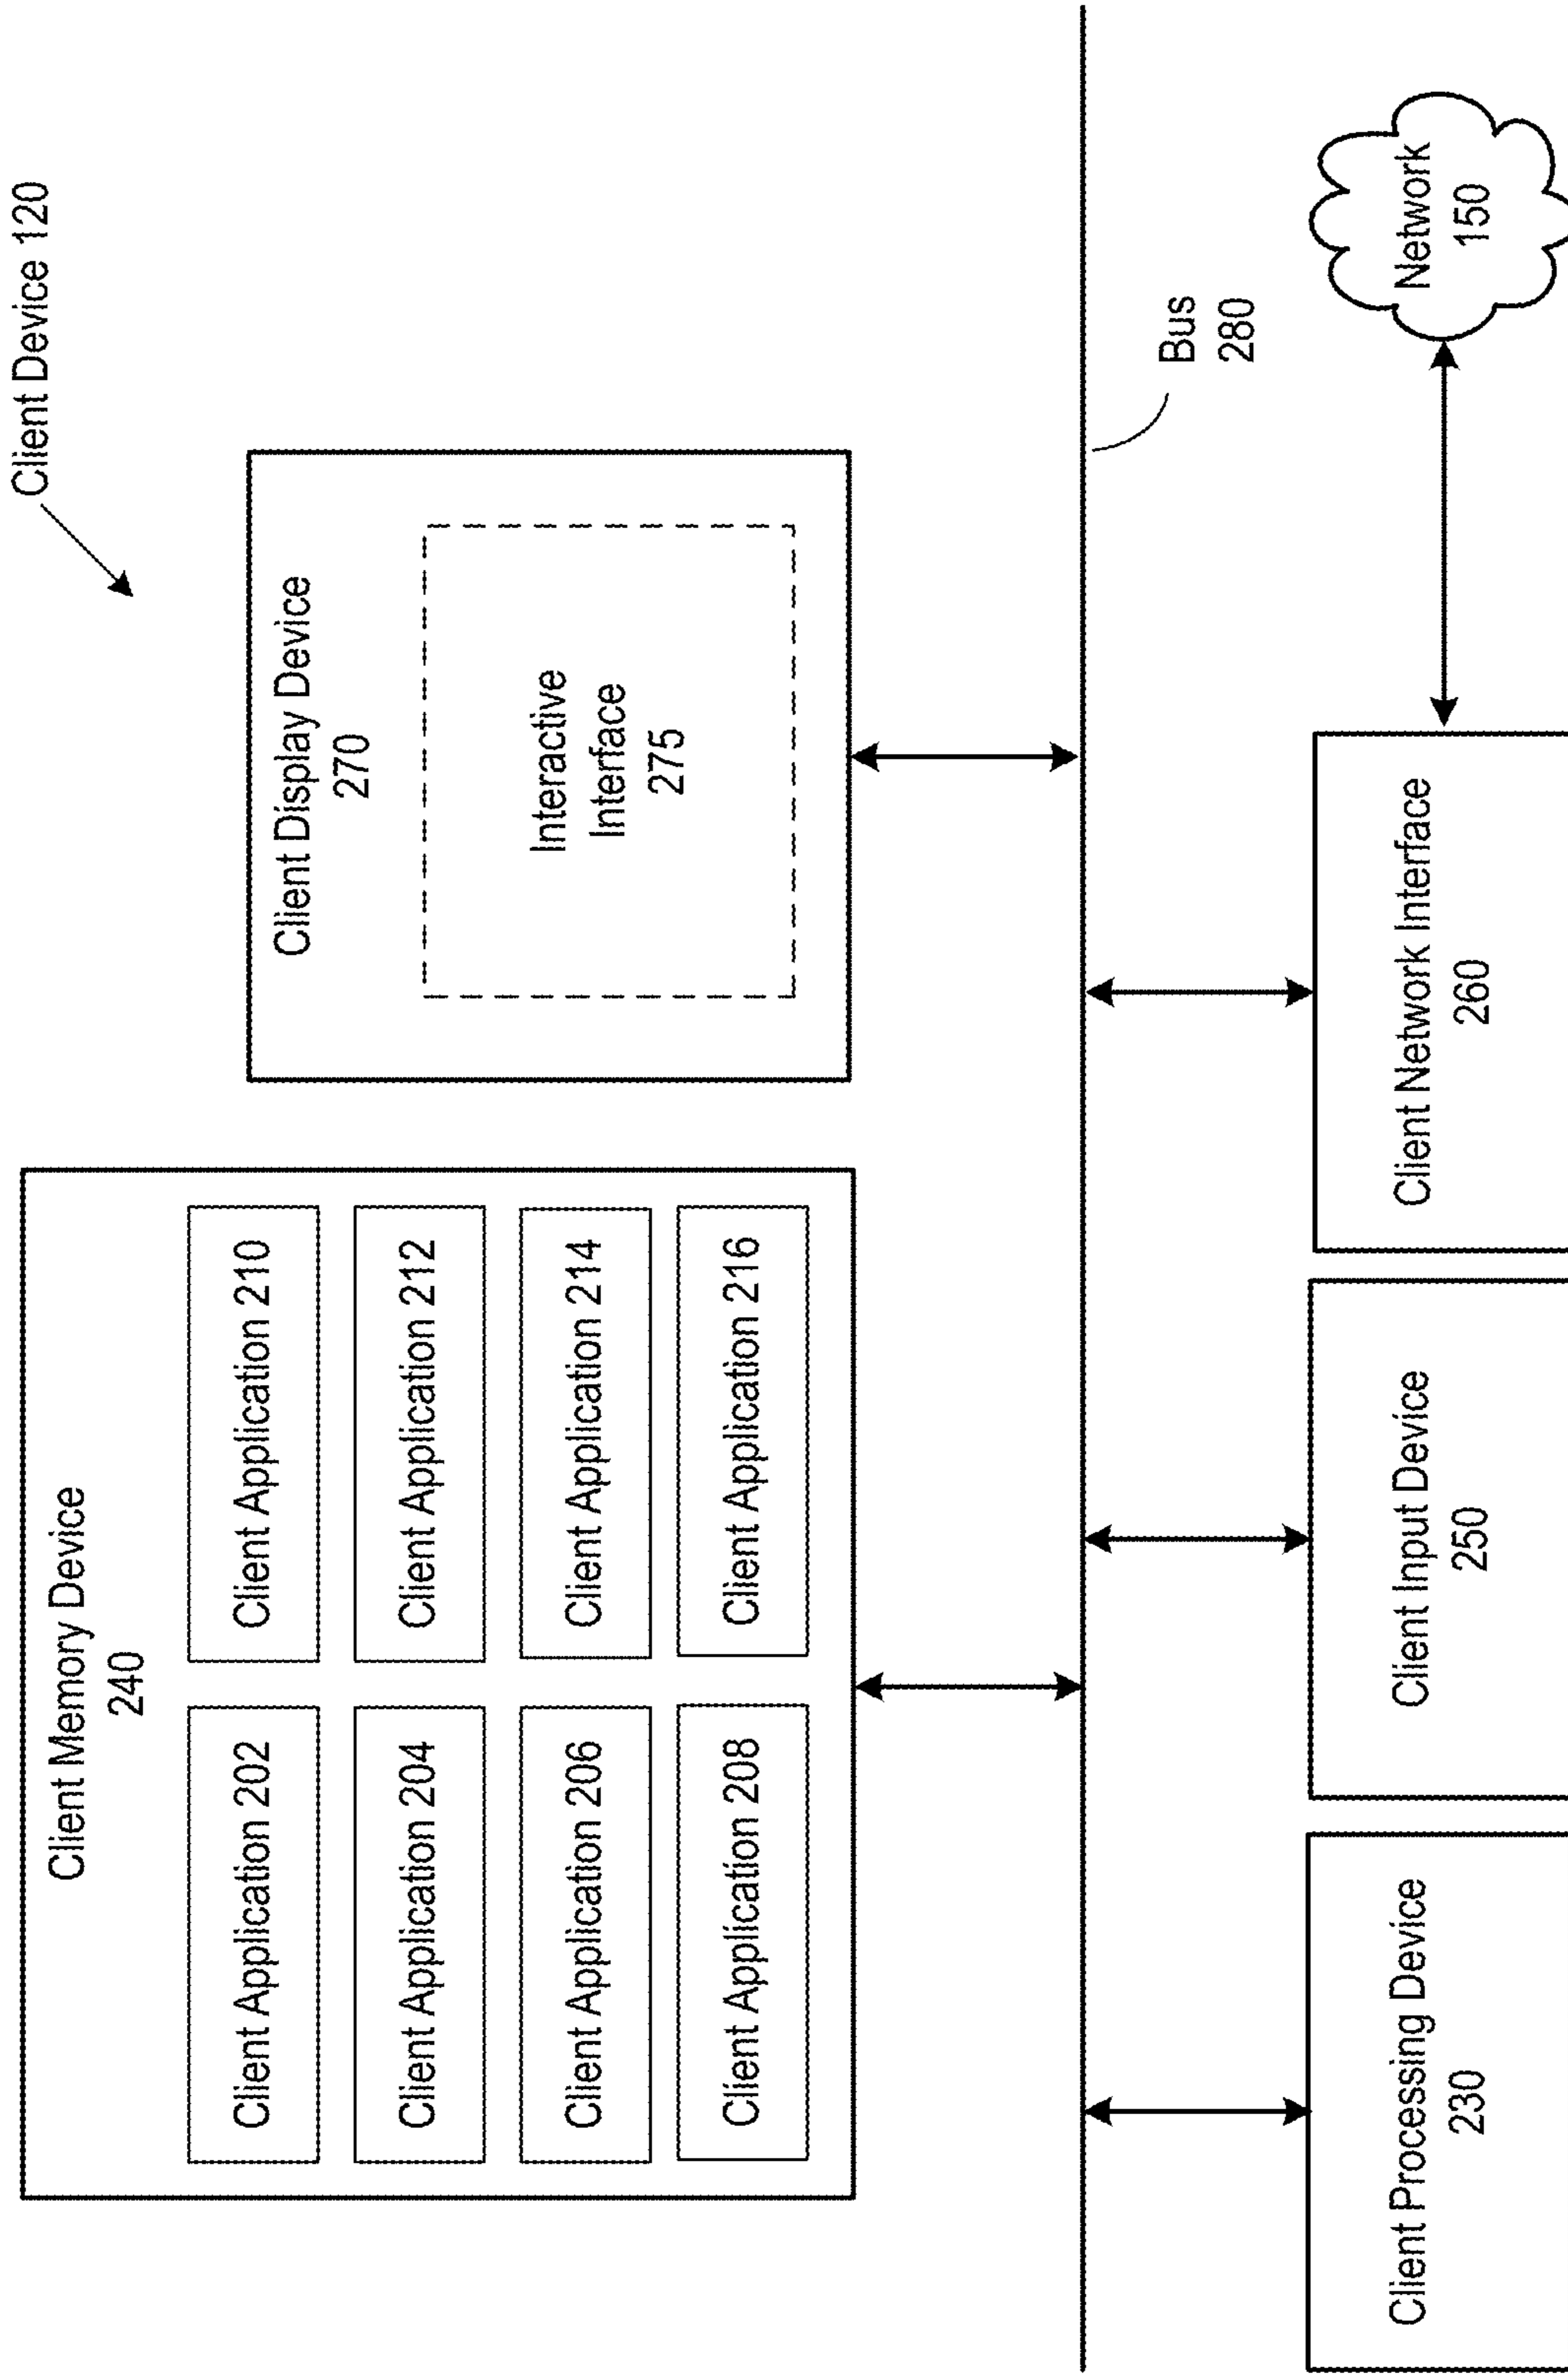 Client Device 120
Client Memory Device
240
Client Application 202
Client Application 210
Client Application 204
Client Application 212
Client Application 206
Client Application 214
Client Application 208
Client Application 216
Client Display Device
270
Interactive
Interface
275
Bus
280
Client Processing Device
230
Client Input Device
250
Client Network Interface
260
Network
150